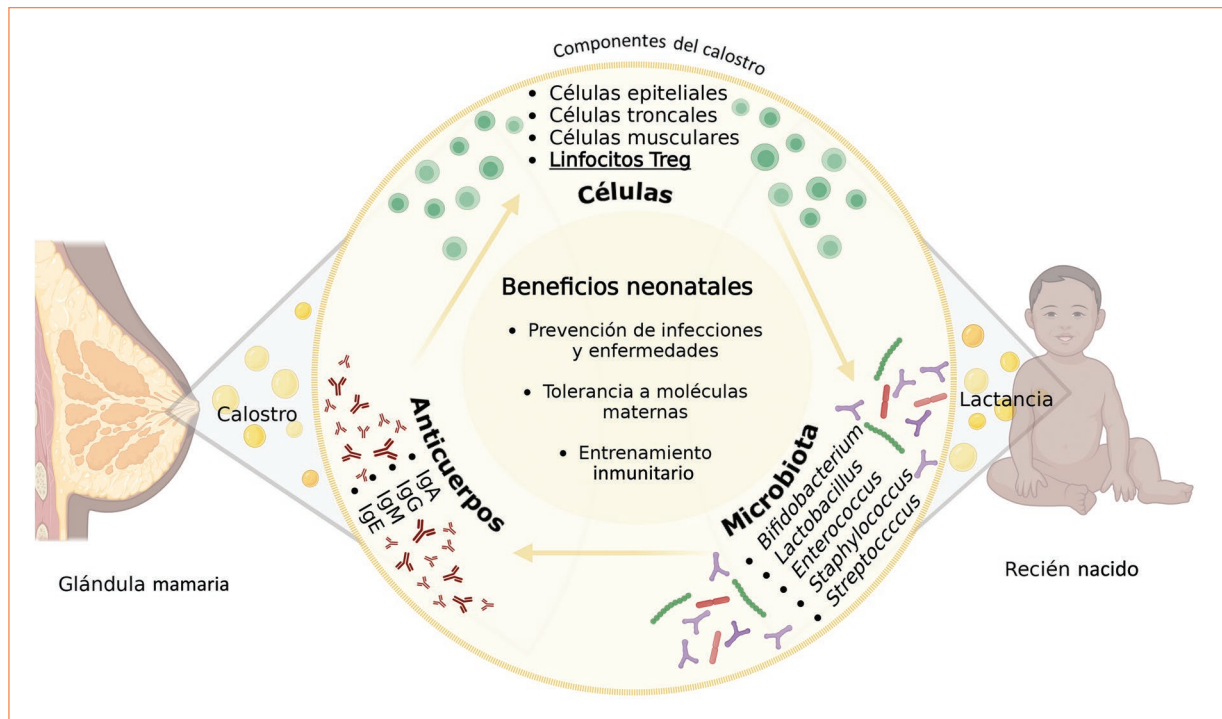 Componentes del calostro
• Células epiteliales
• Células troncales
• Células musculares
• Linfocitos Treg
Células
Beneficios neonatales
• Prevención de infecciones
y enfermedades
• Tolerancia a moléculas
maternas
• Entrenamiento
inmunitario
Calostro
Lactancia
Anticuerpos
• IgA
• IgG
• IgM
• IgE
Microbiota
• Bifidobacterium
• Lactobacillus
• Enterococcus
• Staphylococcus
• Streptoccccus
Glándula mamaria
Recién nacido